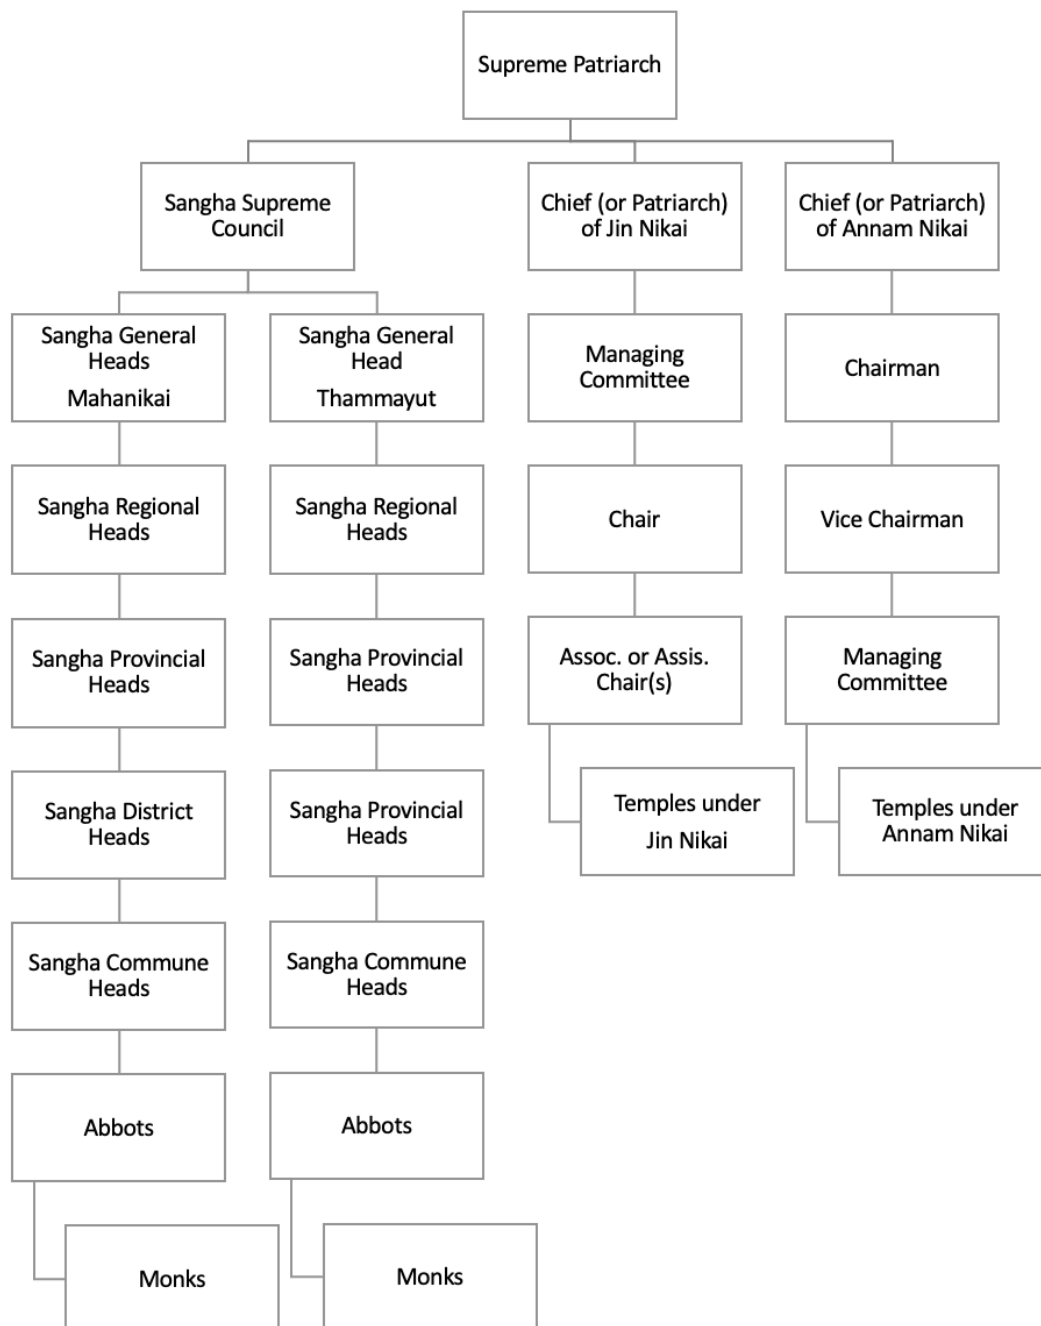 Supreme Patriarch
Sangha Supreme
Council
Chief (or Patriarch)
of Jin Nikai
Chief (or Patriarch)
of Annam Nikai
Sangha General
Heads
Mahanikai
Sangha General
Head
Thammayut
Managing
Committee
Chairman
Sangha Regional
Heads
Sangha Regional
Heads
Chair
Vice Chairman
Sangha Provincial
Heads
Sangha Provincial
Heads
Assoc. or Assis.
Chair(s)
Managing
Committee
Sangha District
Heads
Sangha Provincial
Heads
Temples under
Jin Nikai
Temples under
Annam Nikai
Sangha Commune
Heads
Sangha Commune
Heads
Abbots
Abbots
Monks
Monks